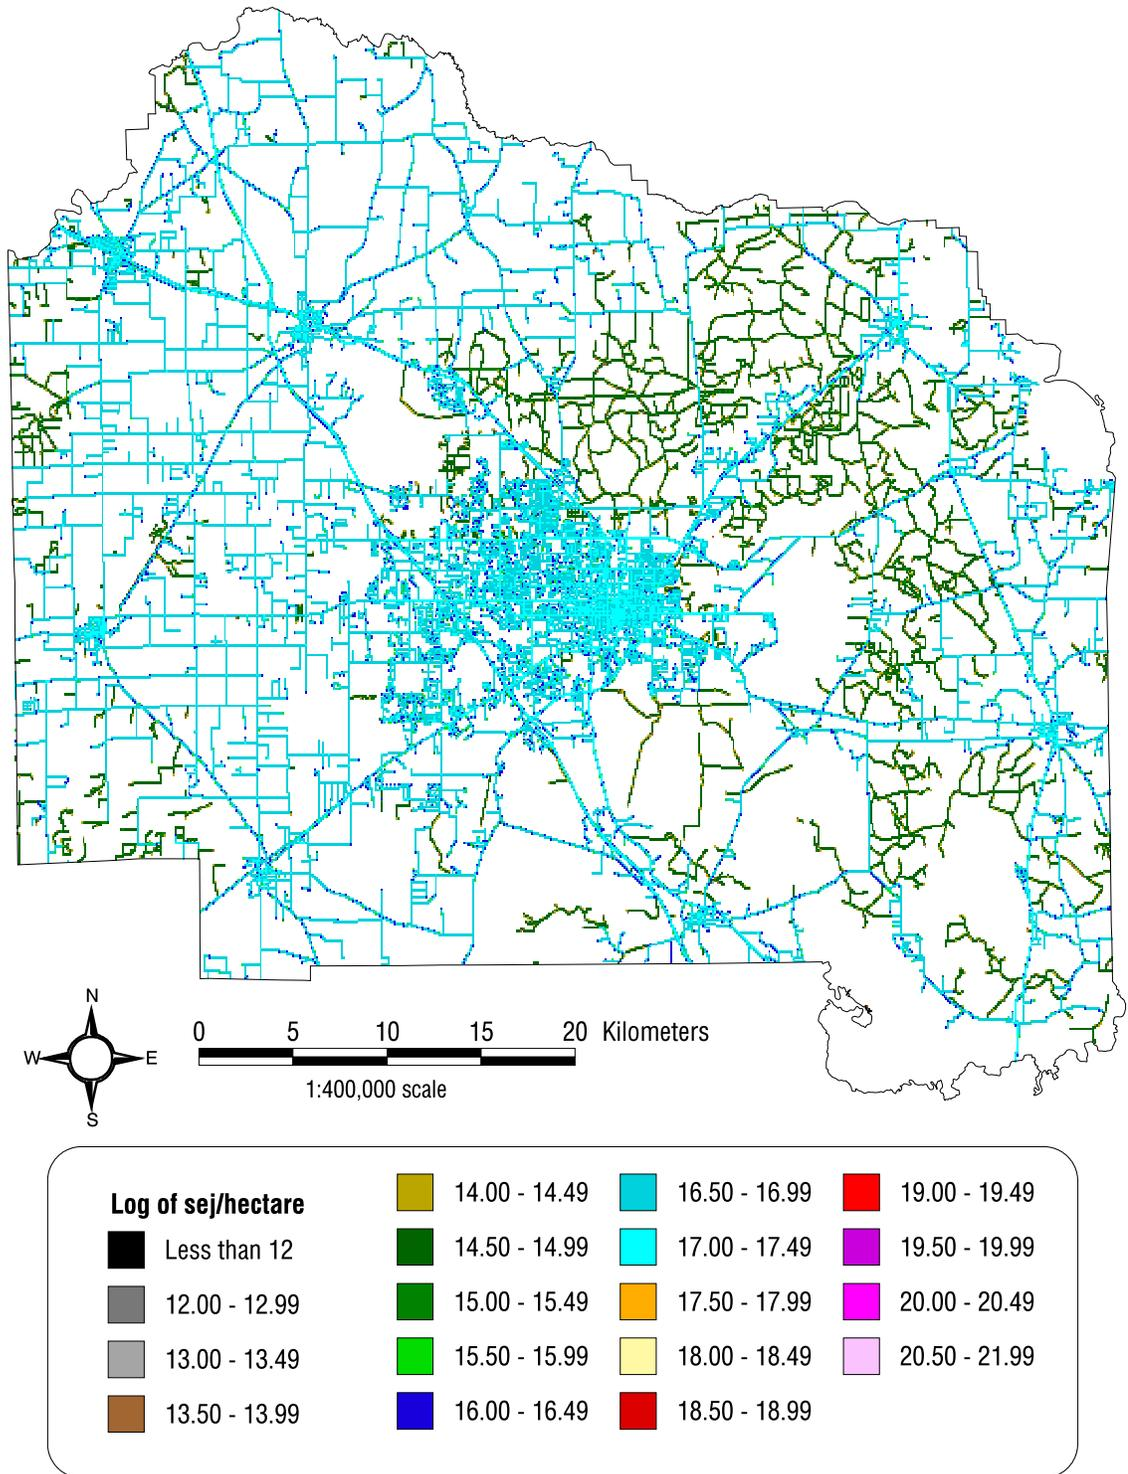 N
W E
S
0 5 10 15 20 Kilometers
1:400,000 scale
Log of sej/hectare
Less than 12
12.00 - 12.99
13.00 - 13.49
13.50 - 13.99
14.00 - 14.49
14.50 - 14.99
15.00 - 15.49
15.50 - 15.99
16.00 - 16.49
16.50 - 16.99
17.00 - 17.49
17.50 - 17.99
18.00 - 18.49
18.50 - 18.99
19.00 - 19.49
19.50 - 19.99
20.00 - 20.49
20.50 - 21.99